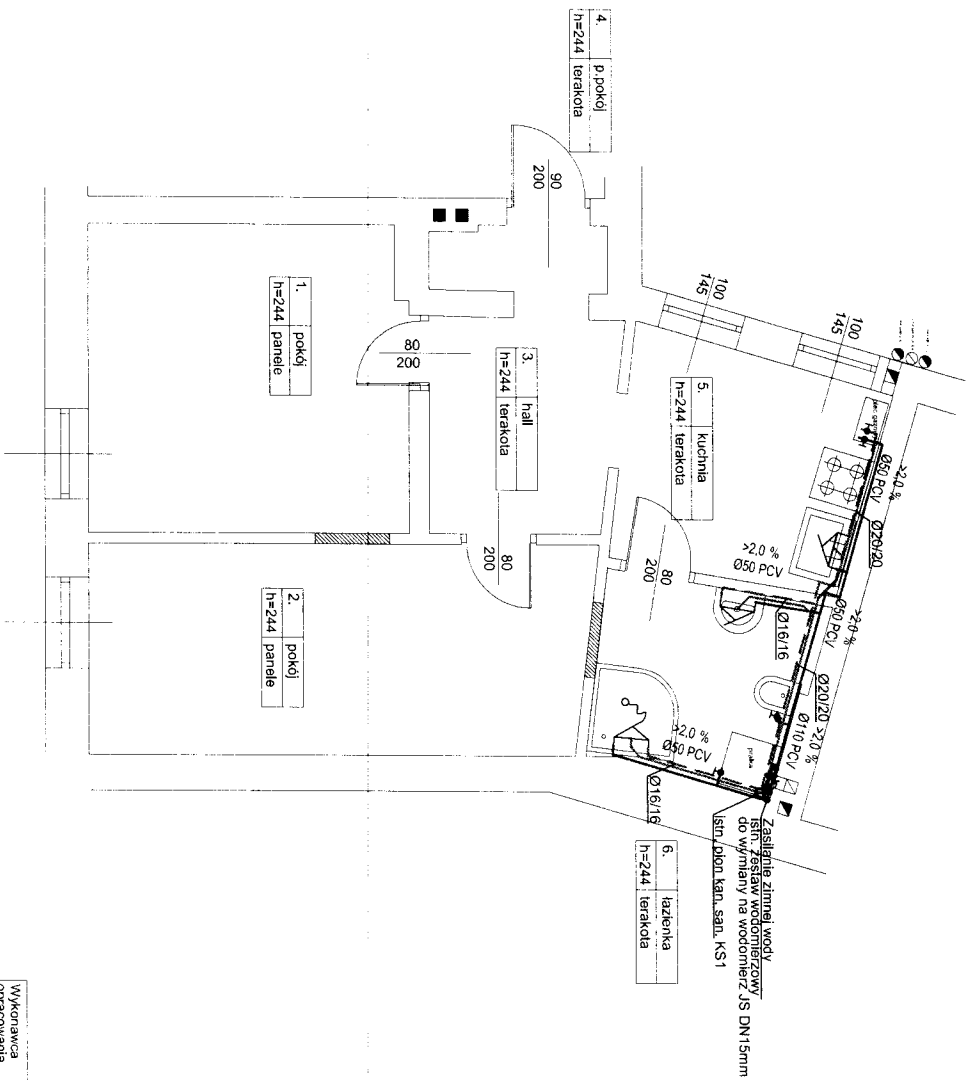 4. p.pokój
h=244 terakota
90
200
1. pokój
h=244 panele
80
200
3. hall
h=244 terakota
100
145
100
145
5. kuchnia
h=244 terakota
80
200
2. pokój
h=244 panele
80
200
>2,0 %
Ø50 PCV
Ø20/20
>2,0 %
Ø50 PCV
>2,0 %
Ø50 PCV
Ø16/16
Ø20/20
>2,0 %
Ø110 PCV
pralka
>2,0 %
Ø50 PCV
Ø16/16
6. łazienka
h=244 terakota
Zasilanie zimnej wody
istn. zestaw wodomierzowy
do wymiany na wodomierz JS DN15mm
istn. pion kan. san. KS1
Wykonawca
opracowania